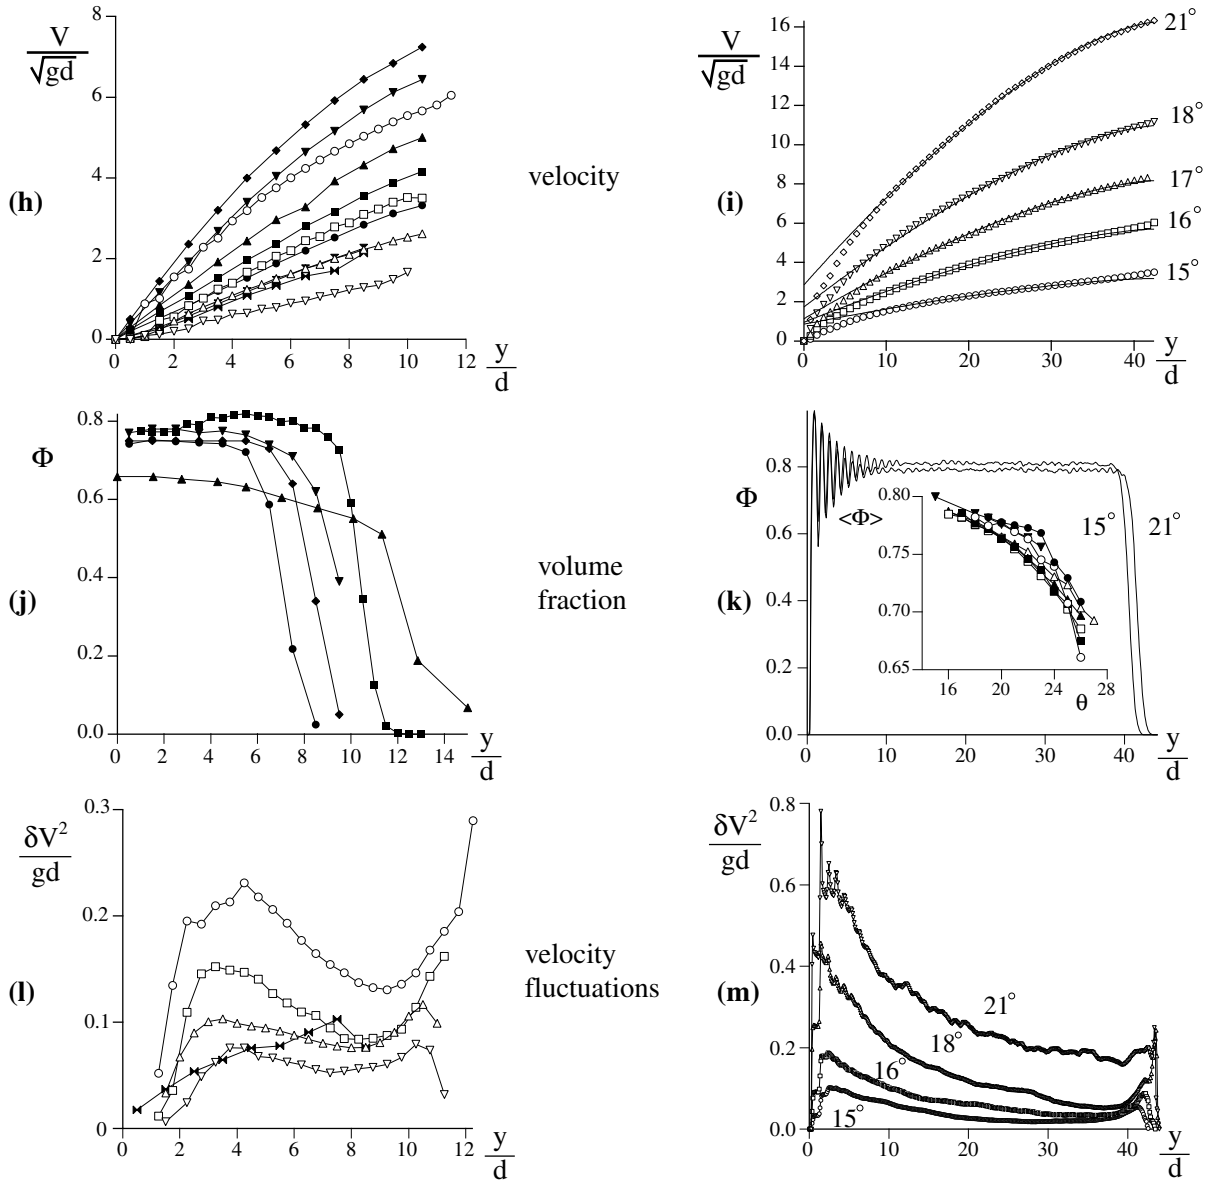 (h)
V
√gd
8
6
4
2
0
0 2 4 6 8 10 12
y
d
velocity
(i)
V
√gd
16
14
12
10
8
6
4
2
0
0 10 20 30 40
y
d
21°
18°
17°
16°
15°
(j)
Φ
0.8
0.6
0.4
0.2
0.0
0 2 4 6 8 10 12 14
y
d
volume
fraction
(k)
Φ
0.8
0.6
0.4
0.2
0.0
0 10 20 30 40
y
d
15° 21°
<Φ>
0.80
0.75
0.70
0.65
16 20 24 28
θ
(l)
δV²
gd
0.3
0.2
0.1
0
0 2 4 6 8 10 12
y
d
velocity
fluctuations
(m)
δV²
gd
0.8
0.6
0.4
0.2
0.0
0 10 20 30 40
y
d
21°
18°
16°
15°